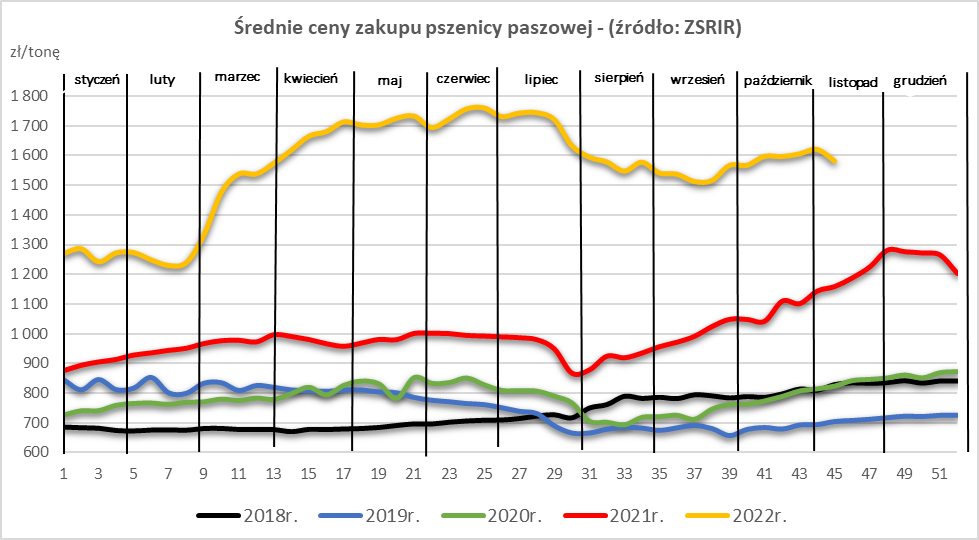 Średnie ceny zakupu pszenicy paszowej - (źródło: ZSRIR)
zł/tonę
styczeń luty marzec kwiecień maj czerwiec lipiec sierpień wrzesień październik listopad grudzień
1 800
1 700
1 600
1 500
1 400
1 300
1 200
1 100
1 000
900
800
700
600
1 3 5 7 9 11 13 15 17 19 21 23 25 27 29 31 33 35 37 39 41 43 45 47 49 51
2018r. 2019r. 2020r. 2021r. 2022r.